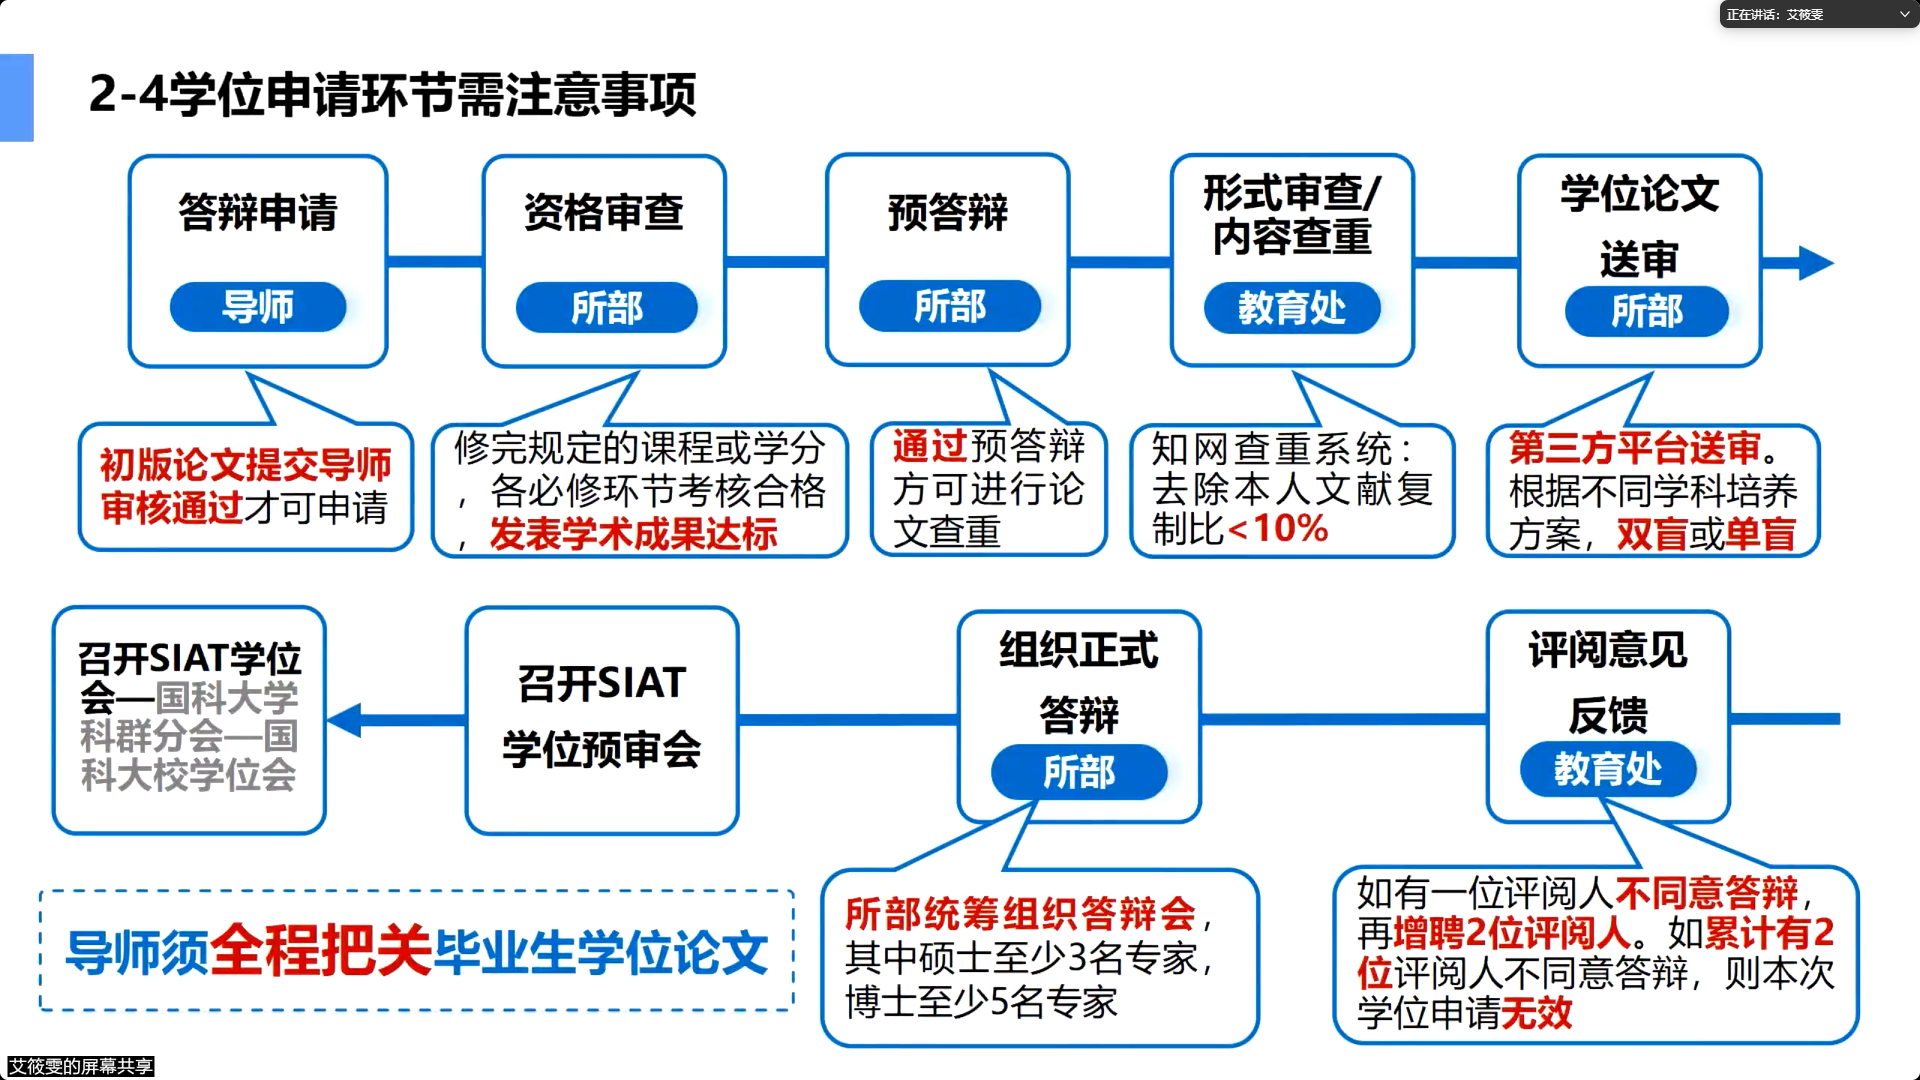 正在讲话：艾筱雯
2-4学位申请环节需注意事项
答辩申请
导师
资格审查
所部
预答辩
所部
形式审查/
内容查重
教育处
学位论文
送审
所部
初版论文提交导师
审核通过才可申请
修完规定的课程或学分
，各必修环节考核合格
，发表学术成果达标
通过预答辩
方可进行论
文查重
知网查重系统：
去除本人文献复
制比<10%
第三方平台送审。
根据不同学科培养
方案，双盲或单盲
召开SIAT学位
会—国科大学
科群分会—国
科大校学位会
召开SIAT
学位预审会
组织正式
答辩
所部
评阅意见
反馈
教育处
导师须全程把关毕业生学位论文
所部统筹组织答辩会，
其中硕士至少3名专家，
博士至少5名专家
如有一位评阅人不同意答辩，
再增聘2位评阅人。如累计有2
位评阅人不同意答辩，则本次
学位申请无效
艾筱雯的屏幕共享